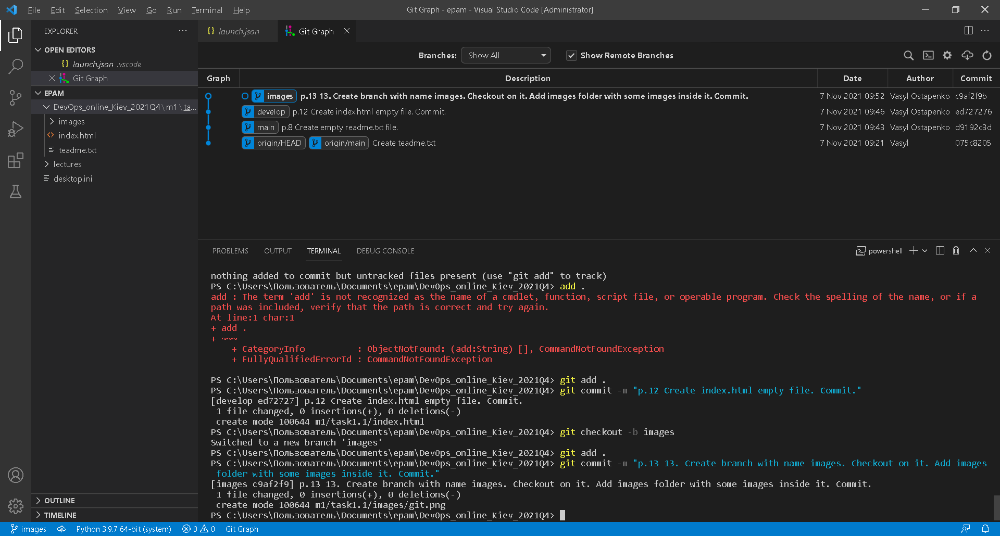 File Edit Selection View Go Run Terminal Help
Git Graph - epam - Visual Studio Code [Administrator]
EXPLORER
OPEN EDITORS
launch.json .vscode
Git Graph
EPAM
DevOps_online_Kiev_2021Q4 \ m1 \ ta...
images
index.html
teadme.txt
lectures
desktop.ini
OUTLINE
TIMELINE
launch.json
Git Graph
Branches: Show All Show Remote Branches
Graph Description Date Author Commit
images p.13 13. Create branch with name images. Checkout on it. Add images folder with some images inside it. Commit. 7 Nov 2021 09:52 Vasyl Ostapenko c9af2f9b
develop p.12 Create index.html empty file. Commit. 7 Nov 2021 09:46 Vasyl Ostapenko ed727276
main p.8 Create empty readme.txt file. 7 Nov 2021 09:43 Vasyl Ostapenko d9192c3d
origin/HEAD origin/main Create teadme.txt 7 Nov 2021 09:21 Vasyl 075c8205
PROBLEMS OUTPUT TERMINAL DEBUG CONSOLE powershell
nothing added to commit but untracked files present (use "git add" to track)
PS C:\Users\Пользователь\Documents\epam\DevOps_online_Kiev_2021Q4> add .
add : The term 'add' is not recognized as the name of a cmdlet, function, script file, or operable program. Check the spelling of the name, or if a
path was included, verify that the path is correct and try again.
At line:1 char:1
+ add .
+ ~~~
+ CategoryInfo : ObjectNotFound: (add:String) [], CommandNotFoundException
+ FullyQualifiedErrorId : CommandNotFoundException
PS C:\Users\Пользователь\Documents\epam\DevOps_online_Kiev_2021Q4> git add .
PS C:\Users\Пользователь\Documents\epam\DevOps_online_Kiev_2021Q4> git commit -m "p.12 Create index.html empty file. Commit."
[develop ed72727] p.12 Create index.html empty file. Commit.
1 file changed, 0 insertions(+), 0 deletions(-)
create mode 100644 m1/task1.1/index.html
PS C:\Users\Пользователь\Documents\epam\DevOps_online_Kiev_2021Q4> git checkout -b images
Switched to a new branch 'images'
PS C:\Users\Пользователь\Documents\epam\DevOps_online_Kiev_2021Q4> git add .
PS C:\Users\Пользователь\Documents\epam\DevOps_online_Kiev_2021Q4> git commit -m "p.13 13. Create branch with name images. Checkout on it. Add images
folder with some images inside it. Commit."
[images c9af2f9] p.13 13. Create branch with name images. Checkout on it. Add images folder with some images inside it. Commit.
1 file changed, 0 insertions(+), 0 deletions(-)
create mode 100644 m1/task1.1/images/git.png
PS C:\Users\Пользователь\Documents\epam\DevOps_online_Kiev_2021Q4>
images Python 3.9.7 64-bit (system) 0 0 Git Graph